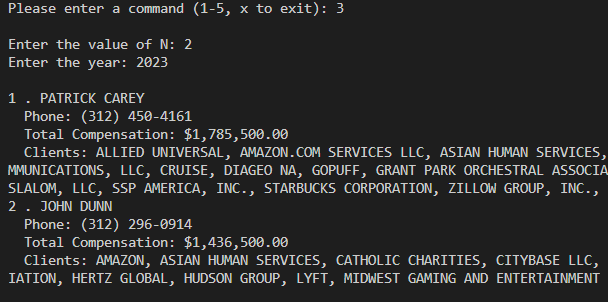 Please enter a command (1-5, x to exit): 3
Enter the value of N: 2
Enter the year: 2023
1 . PATRICK CAREY
Phone: (312) 450-4161
Total Compensation: $1,785,500.00
Clients: ALLIED UNIVERSAL, AMAZON.COM SERVICES LLC, ASIAN HUMAN SERVICES,
MMUNICATIONS, LLC, CRUISE, DIAGEO NA, GOPUFF, GRANT PARK ORCHESTRAL ASSOCIA
SLALOM, LLC, SSP AMERICA, INC., STARBUCKS CORPORATION, ZILLOW GROUP, INC.,
2 . JOHN DUNN
Phone: (312) 296-0914
Total Compensation: $1,436,500.00
Clients: AMAZON, ASIAN HUMAN SERVICES, CATHOLIC CHARITIES, CITYBASE LLC,
IATION, HERTZ GLOBAL, HUDSON GROUP, LYFT, MIDWEST GAMING AND ENTERTAINMENT